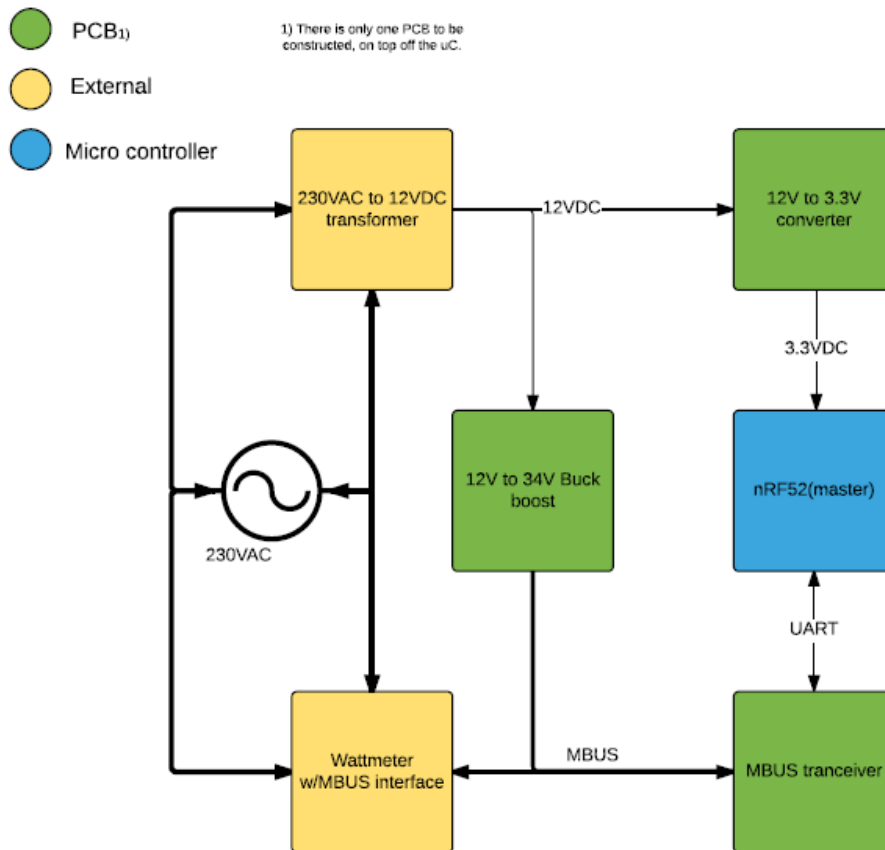 PCB1)
1) There is only one PCB to be
constructed, on top off the uC.
External
Micro controller
230VAC to 12VDC
transformer
12VDC
12V to 3.3V
converter
3.3VDC
12V to 34V Buck
boost
nRF52(master)
230VAC
UART
Wattmeter
w/MBUS interface
MBUS
MBUS tranceiver